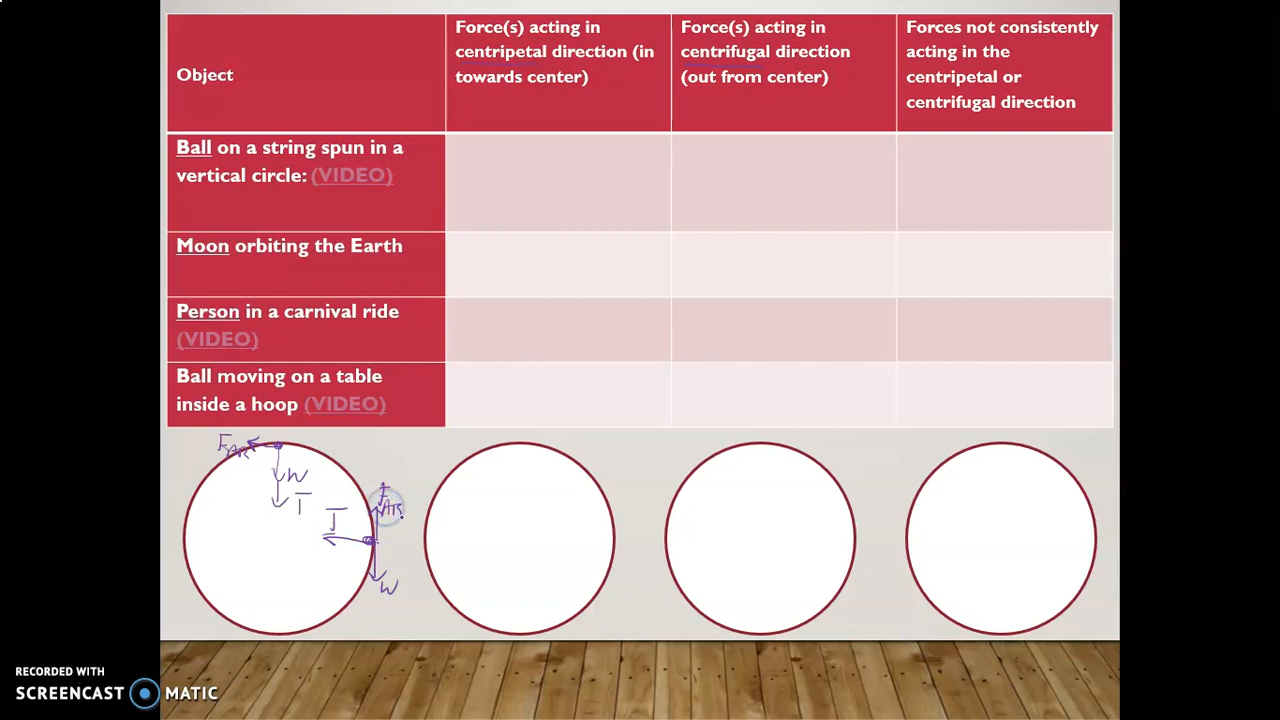 Object
Force(s) acting in
centripetal direction (in
towards center)
Force(s) acting in
centrifugal direction
(out from center)
Forces not consistently
acting in the
centripetal or
centrifugal direction
Ball on a string spun in a
vertical circle: (VIDEO)
Moon orbiting the Earth
Person in a carnival ride
(VIDEO)
Ball moving on a table
inside a hoop (VIDEO)
FAIR
W
T
T
FAIR
W
RECORDED WITH
SCREENCAST MATIC